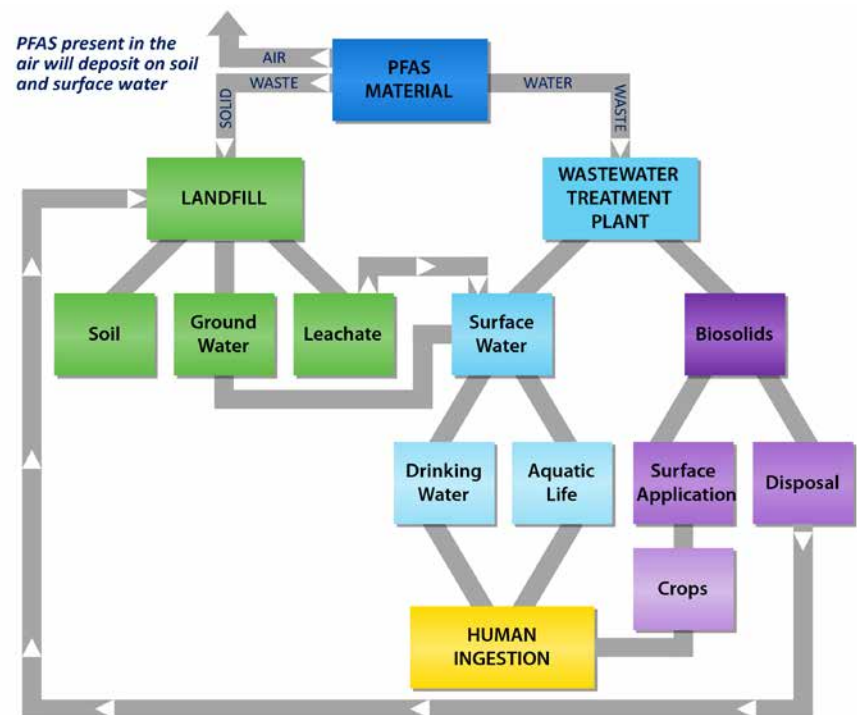 PFAS present in the
air will deposit on soil
and surface water
AIR
PFAS
MATERIAL
SOLID
WASTE
WATER
WASTE
LANDFILL
WASTEWATER
TREATMENT
PLANT
Soil
Ground
Water
Leachate
Surface
Water
Biosolids
Drinking
Water
Aquatic
Life
Surface
Application
Disposal
Crops
HUMAN
INGESTION